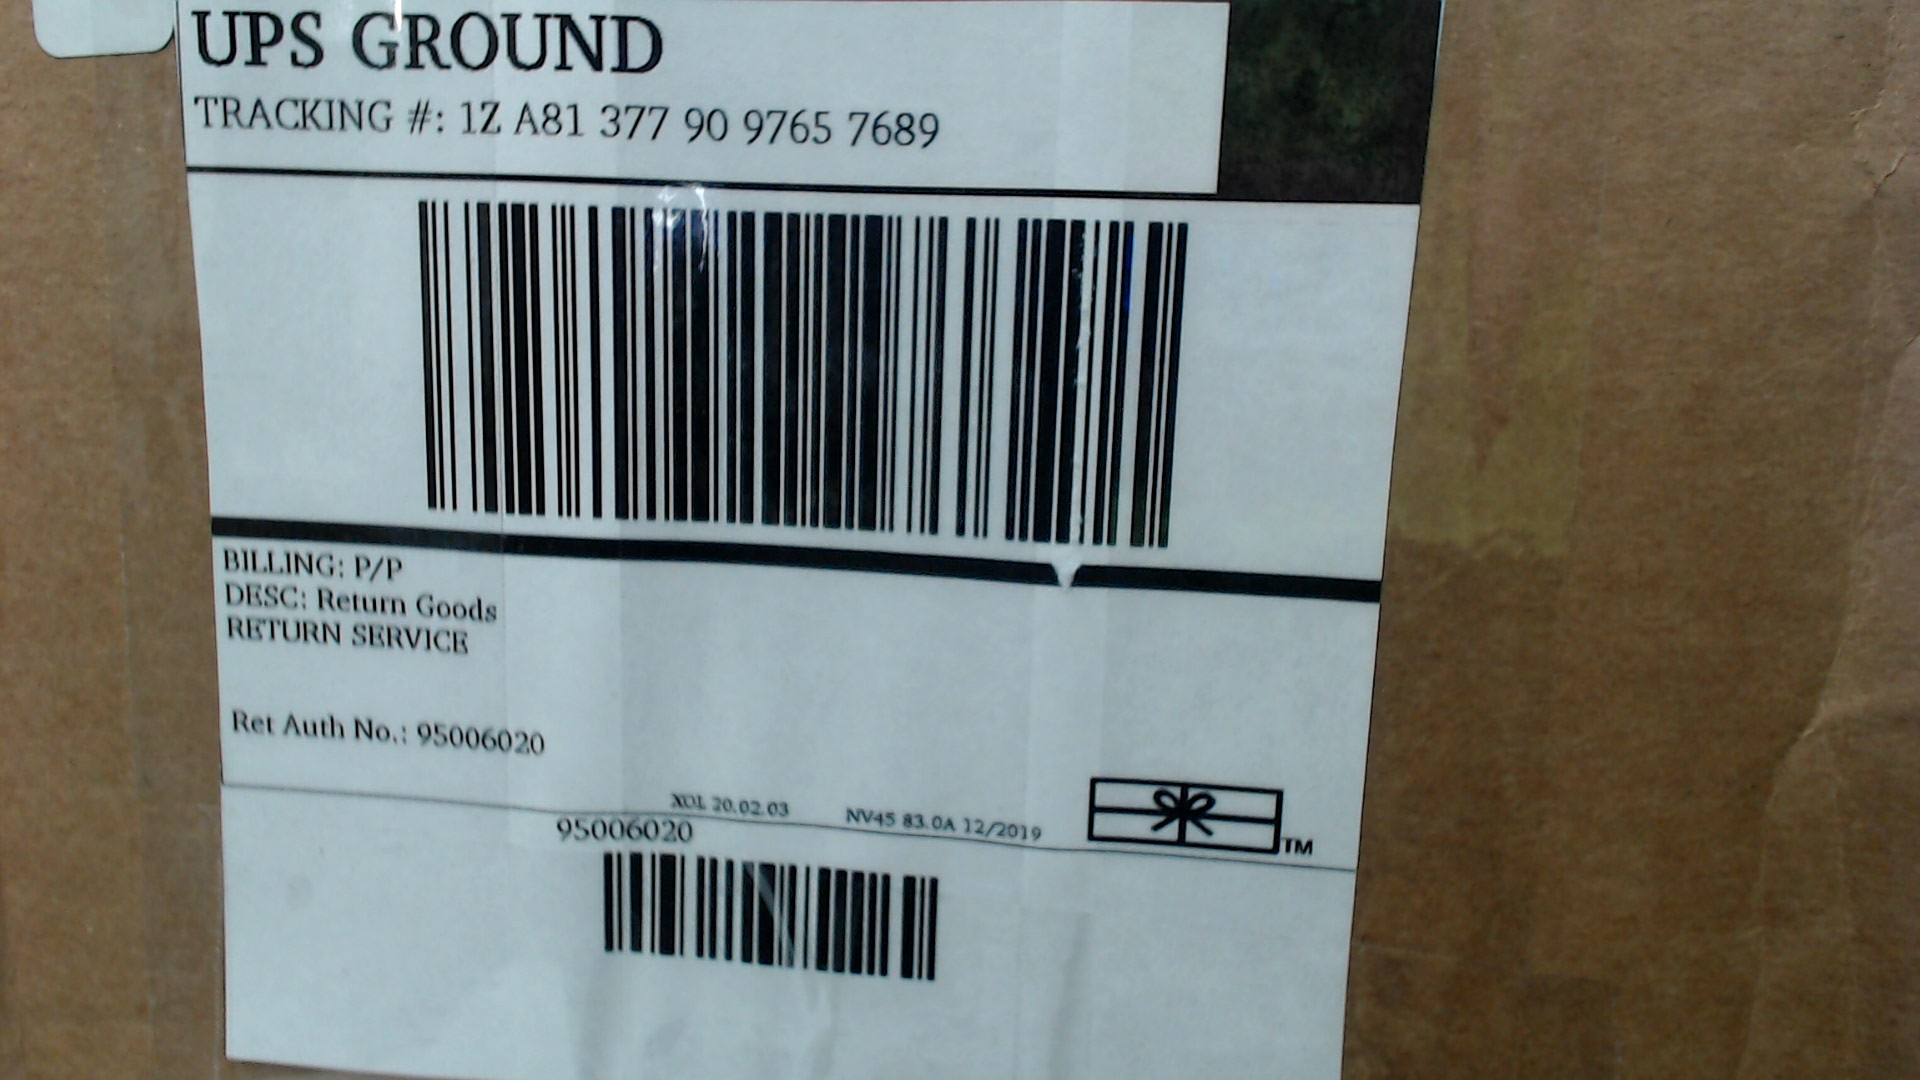 UPS GROUND
TRACKING #: 1Z A81 377 90 9765 7689
BILLING: P/P
DESC: Return Goods
RETURN SERVICE
Ret Auth No.: 95006020
XOL 20.02.03 NV45 83.0A 12/2019
95006020
TM